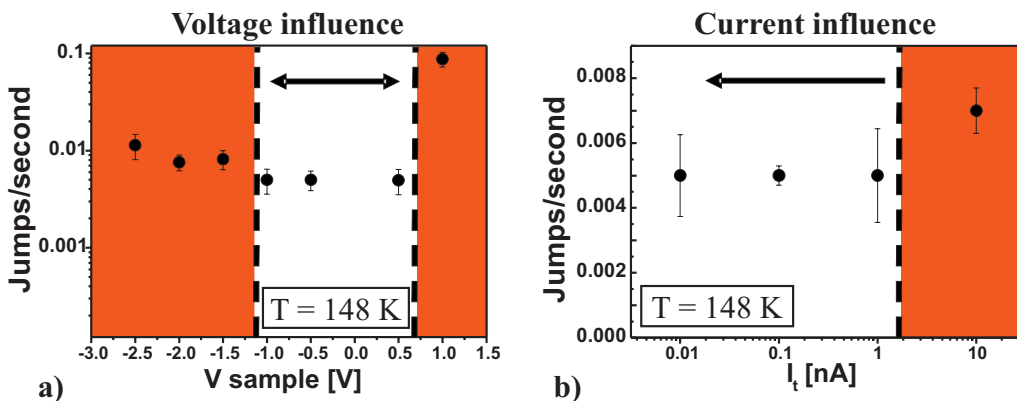 Voltage influence
0.1
0.01
0.001
Jumps/second
T = 148 K
-3.0 -2.5 -2.0 -1.5 -1.0 -0.5 0.0 0.5 1.0 1.5
V sample [V]
a)
Current influence
0.008
0.006
0.004
0.002
0.000
Jumps/second
T = 148 K
0.01 0.1 1 10
It [nA]
b)